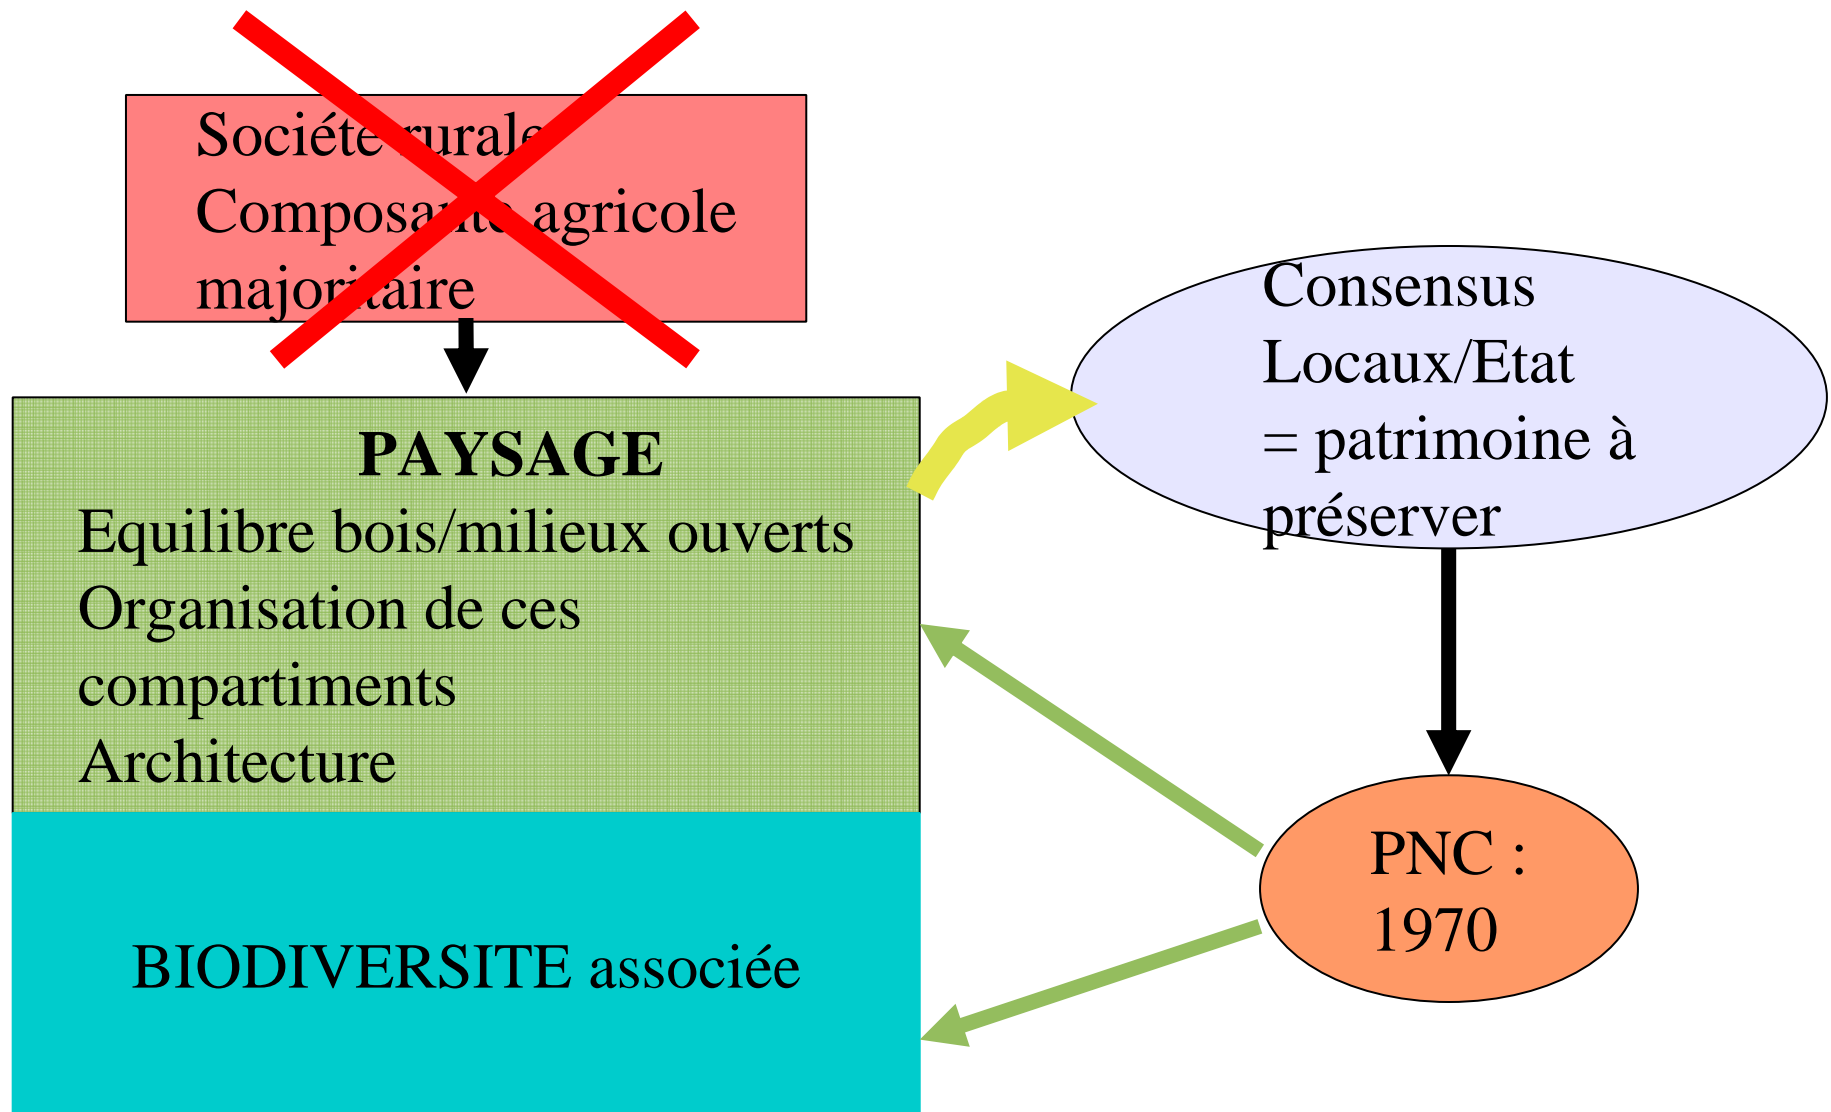 Sociéte rurale
Composante agricole
majoritaire
Consensus
Locaux/Etat
= patrimoine à
préserver
PAYSAGE
Equilibre bois/milieux ouverts
Organisation de ces
compartiments
Architecture
PNC :
1970
BIODIVERSITE associée